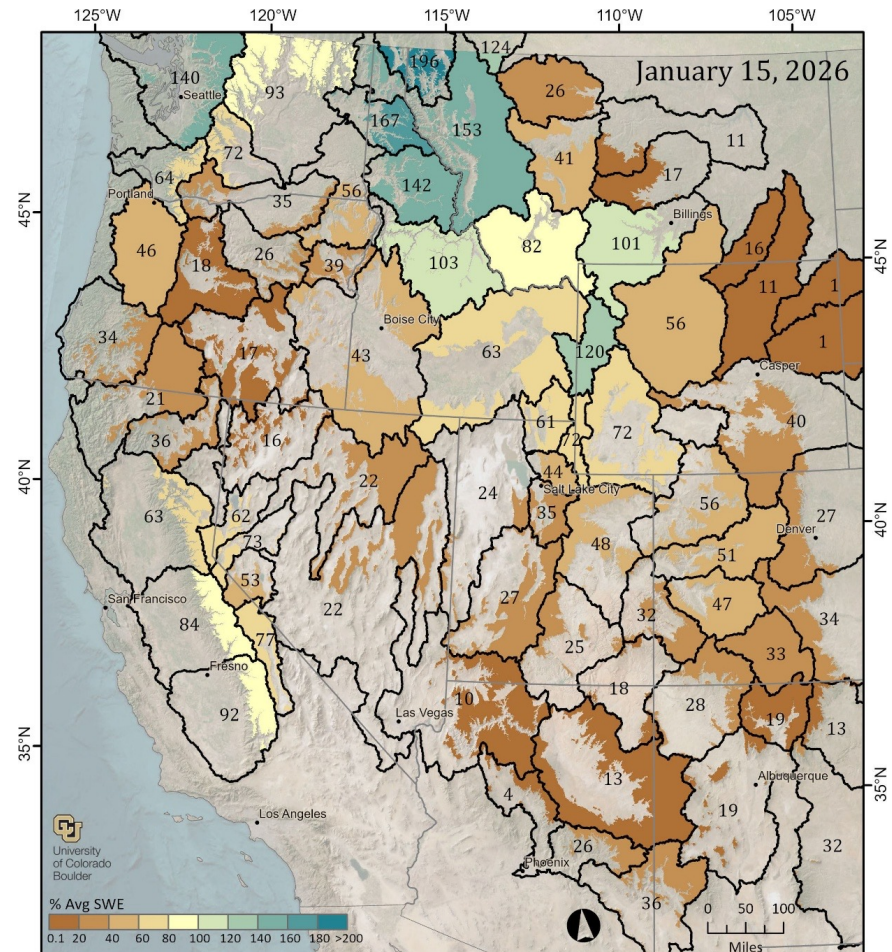 125°W 120°W 115°W 110°W 105°W
January 15, 2026
196
124
140
Seattle
93
26
167
153
11
72
41
17
64
142
56
Portland
35
45°N
Billings
46
26
82
101
16
18
39
103
45°N
11
1
Boise City
56
34
120
1
17
43
63
Casper
21
61
40
36
16
72
72
40°N
44
22
24
Salt Lake City
56
63
62
35
27
40°N
Denver
73
48
51
53
27
47
San Francisco
22
32
34
84
77
25
33
Fresno
18
10
28
92
Las Vegas
19
13
35°N
13
Albuquerque
4
19
35°N
Los Angeles
26
32
Phoenix
36
University
of Colorado
Boulder
% Avg SWE
0.1 20 40 60 80 100 120 140 160 180 >200
0 50 100
Miles